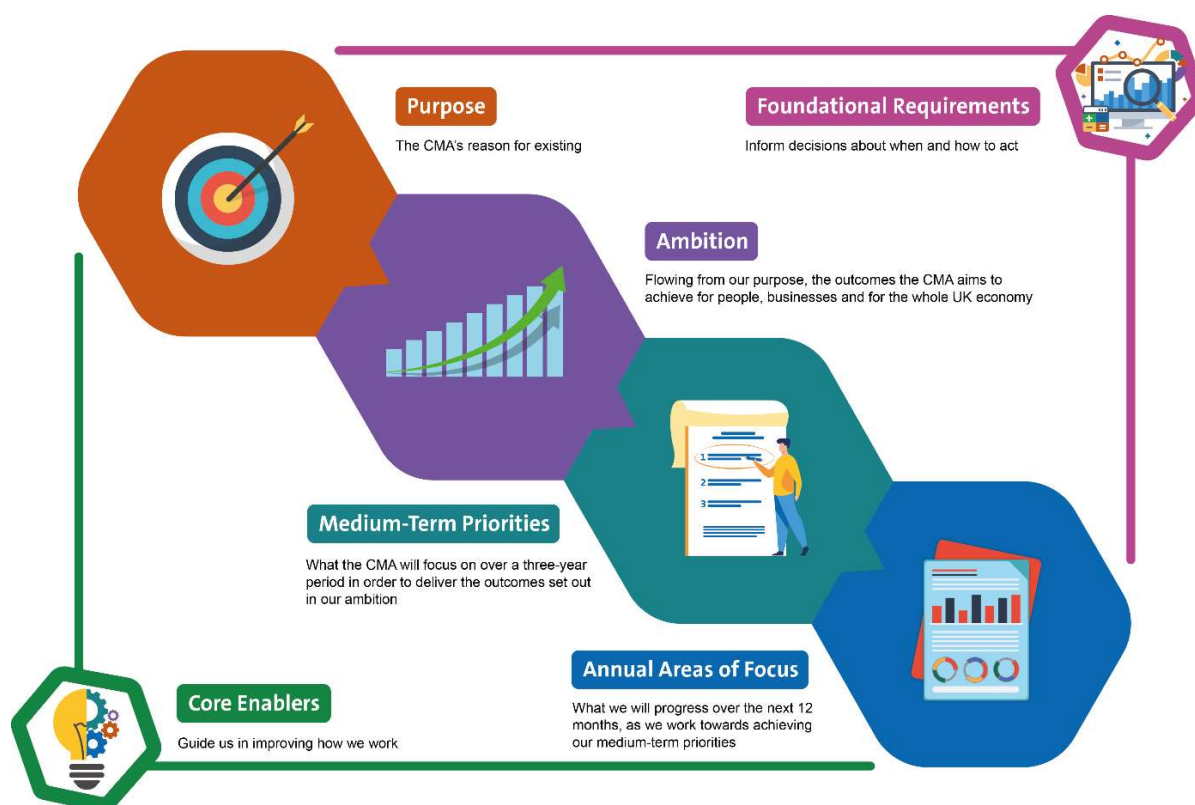 Purpose
The CMA's reason for existing
Foundational Requirements
Inform decisions about when and how to act
Ambition
Flowing from our purpose, the outcomes the CMA aims to
achieve for people, businesses and for the whole UK economy
1
2
3
Medium-Term Priorities
What the CMA will focus on over a three-year
period in order to deliver the outcomes set out
in our ambition
Annual Areas of Focus
What we will progress over the next 12
months, as we work towards achieving
our medium-term priorities
Core Enablers
Guide us in improving how we work